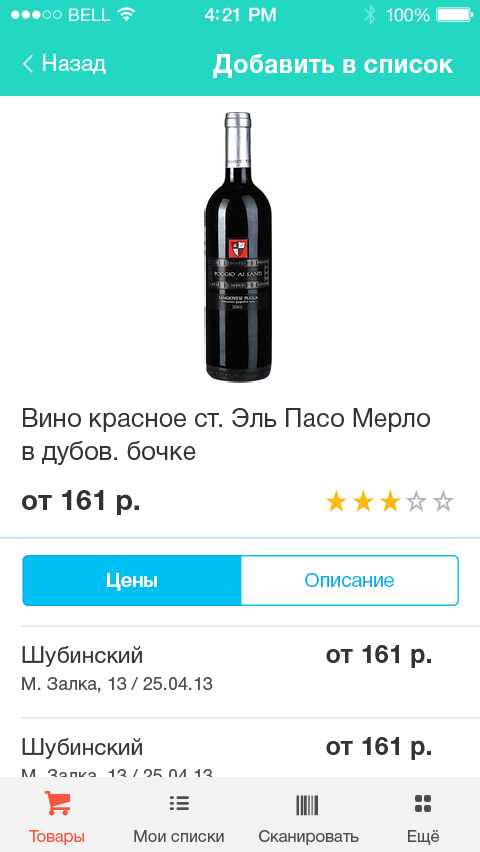 BELL 4:21 PM 100%
Назад Добавить в список
POGGIO AI SANTI
SANGIOVESE PUGLIA
Вино красное ст. Эль Пасо Мерло
в дубов. бочке
от 161 р.
Цены Описание
Шубинский от 161 р.
М. Залка, 13 / 25.04.13
Шубинский от 161 р.
М. Залка, 13 / 25.04.13
Товары Мои списки Сканировать Ещё